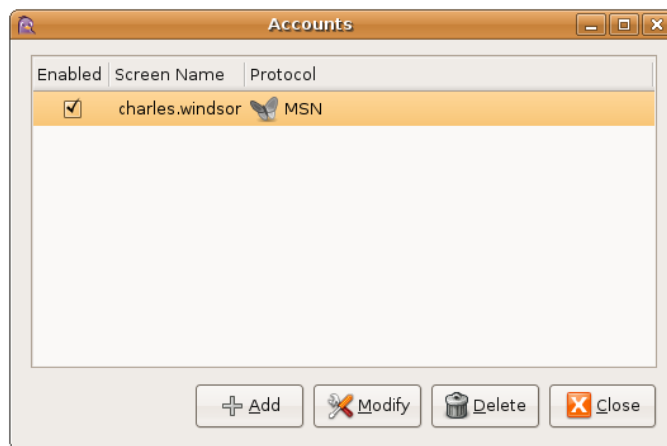 Accounts
Enabled Screen Name Protocol
charles.windsor MSN
Add Modify Delete Close